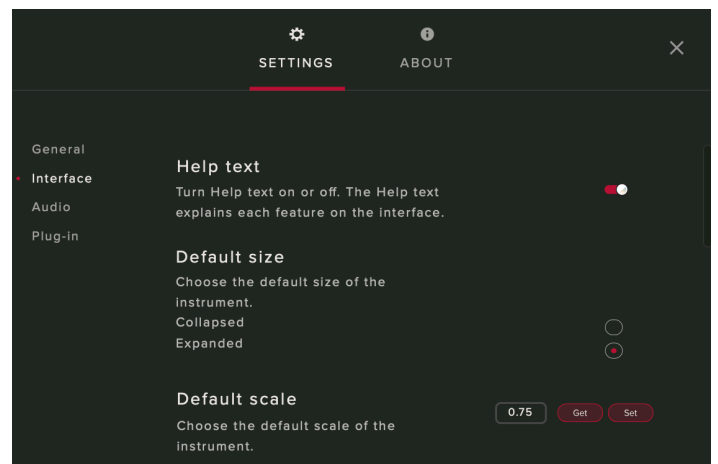 SETTINGS
ABOUT
General
Interface
Audio
Plug-in
Help text
Turn Help text on or off. The Help text
explains each feature on the interface.
Default size
Choose the default size of the
instrument.
Collapsed
Expanded
Default scale
Choose the default scale of the
instrument.
0.75
Get
Set